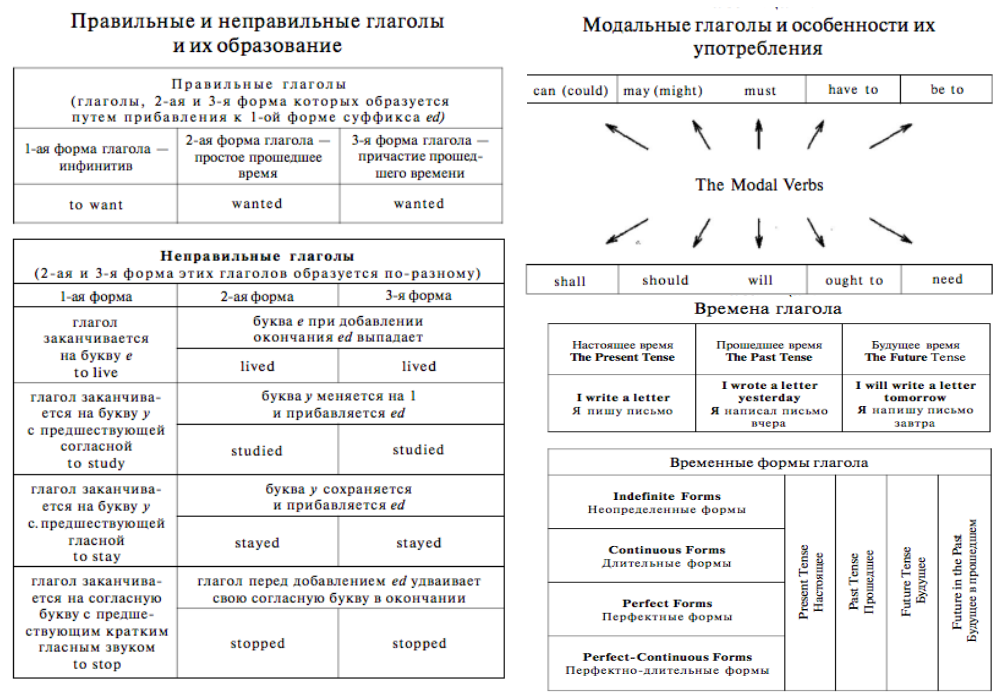 Правильные и неправильные глаголы
и их образование
Правильные глаголы
(глаголы, 2-ая и 3-я форма которых образуется
путем прибавления к 1-ой форме суффикса ed)
1-ая форма глагола —
инфинитив
2-ая форма глагола —
простое прошедшее
время
3-я форма глагола —
причастие прошед-
шего времени
to want
wanted
wanted
Неправильные глаголы
(2-ая и 3-я форма этих глаголов образуется по-разному)
1-ая форма
2-ая форма
3-я форма
глагол
заканчивается
на букву e
to live
буква e при добавлении
окончания ed выпадает
lived
lived
глагол заканчива-
ется на букву y
с предшествующей
согласной
to study
буква y меняется на 1
и прибавляется ed
studied
studied
глагол заканчива-
ется на букву y
с. предшествующей
гласной
to stay
буква y сохраняется
и прибавляется ed
stayed
stayed
глагол заканчива-
ется на согласную
букву с предше-
ствующим кратким
гласным звуком
to stop
глагол перед добавлением ed удваивает
свою согласную букву в окончании
stopped
stopped
Модальные глаголы и особенности их
употребления
can (could)
may (might)
must
have to
be to
The Modal Verbs
shall
should
will
ought to
need
Времена глагола
Настоящее время
The Present Tense
Прошедшее время
The Past Tense
Будущее время
The Future Tense
I write a letter
Я пишу письмо
I wrote a letter
yesterday
Я написал письмо
вчера
I will write a letter
tomorrow
Я напишу письмо
завтра
Временные формы глагола
Indefinite Forms
Неопределенные формы
Continuous Forms
Длительные формы
Perfect Forms
Перфектные формы
Perfect-Continuous Forms
Перфектно-длительные формы
Present Tense
Настоящее
Past Tense
Прошедшее
Future Tense
Будущее
Future in the Past
Будущее в прошедшем